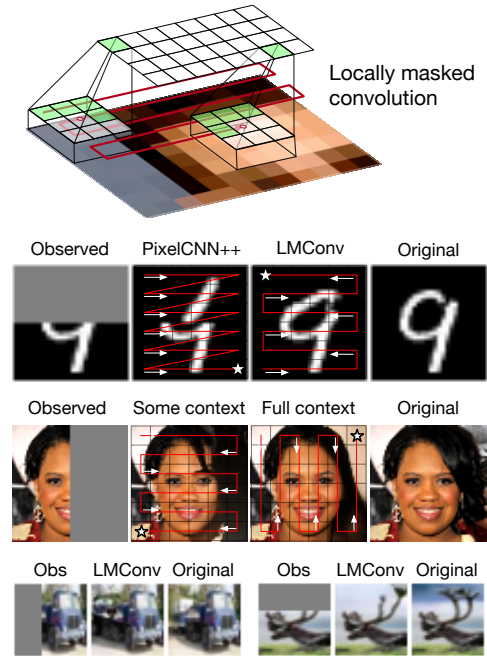 Locally masked
convolution
Observed PixelCNN++ LMConv Original
Observed Some context Full context Original
Obs LMConv Original Obs LMConv Original